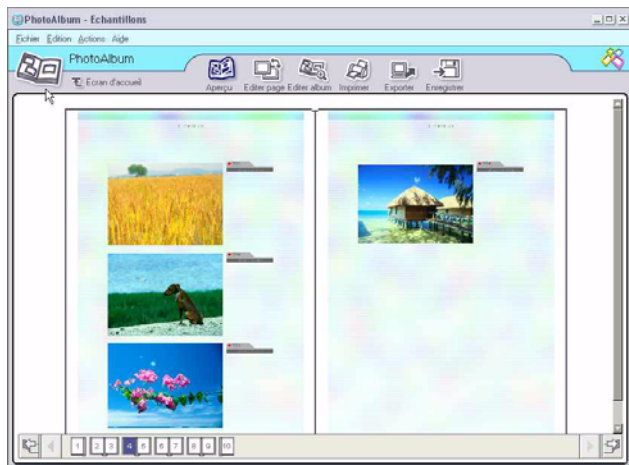 PhotoAlbum - Echantillons
Fichier Edition Actions Aide
PhotoAlbum
Ecran d'accueil
Aperçu Editer page Editer album Imprimer Exporter Enregistrer
1 2 3 4 5 6 7 8 9 10